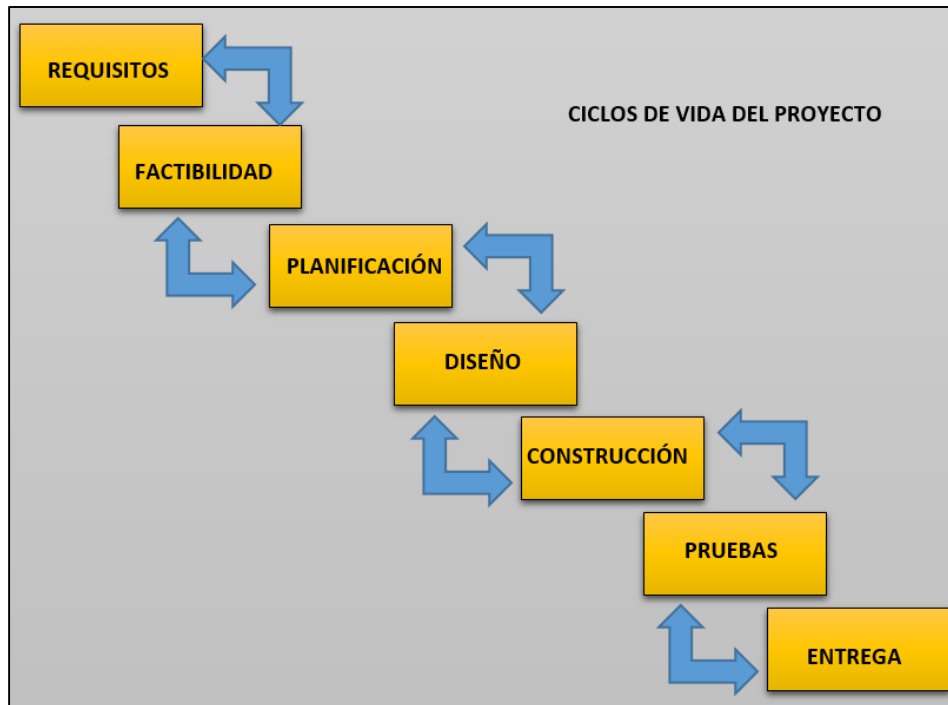 REQUISITOS
CICLOS DE VIDA DEL PROYECTO
FACTIBILIDAD
PLANIFICACIÓN
DISEÑO
CONSTRUCCIÓN
PRUEBAS
ENTREGA